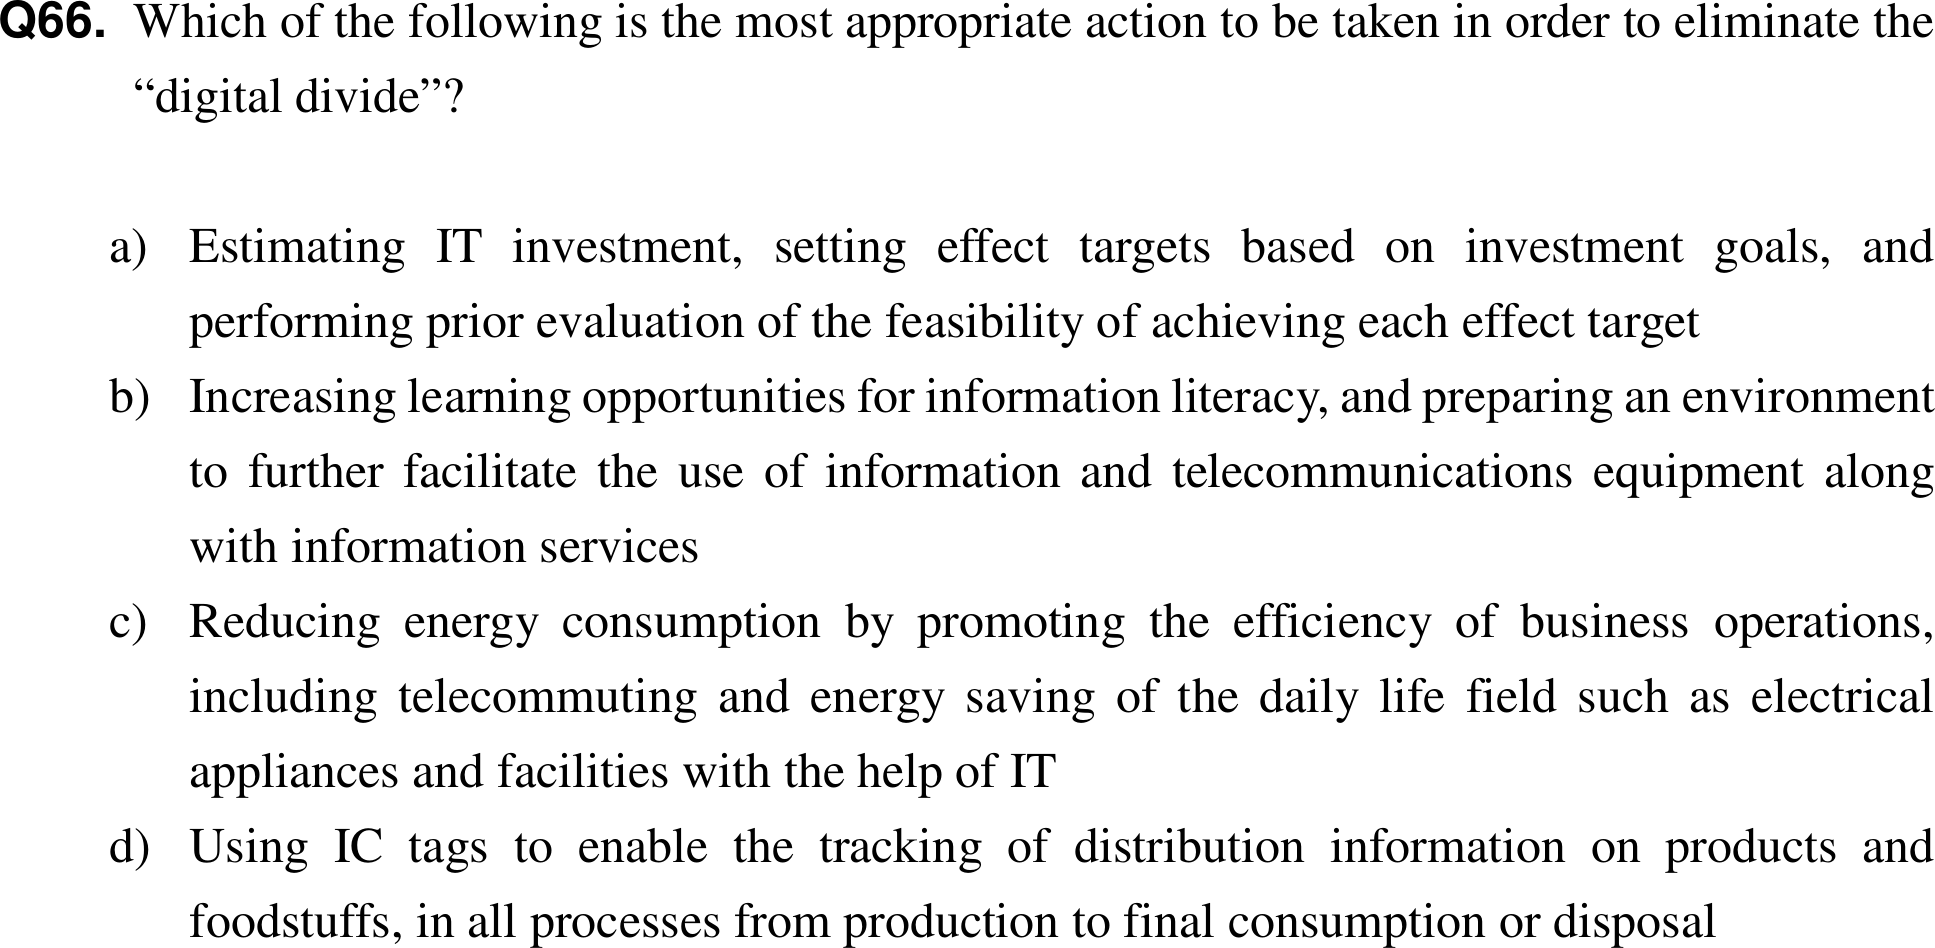 Q66. Which of the following is the most appropriate action to be taken in order to eliminate the
“digital divide”?
a) Estimating IT investment, setting effect targets based on investment goals, and
performing prior evaluation of the feasibility of achieving each effect target
b) Increasing learning opportunities for information literacy, and preparing an environment
to further facilitate the use of information and telecommunications equipment along
with information services
c) Reducing energy consumption by promoting the efficiency of business operations,
including telecommuting and energy saving of the daily life field such as electrical
appliances and facilities with the help of IT
d) Using IC tags to enable the tracking of distribution information on products and
foodstuffs, in all processes from production to final consumption or disposal